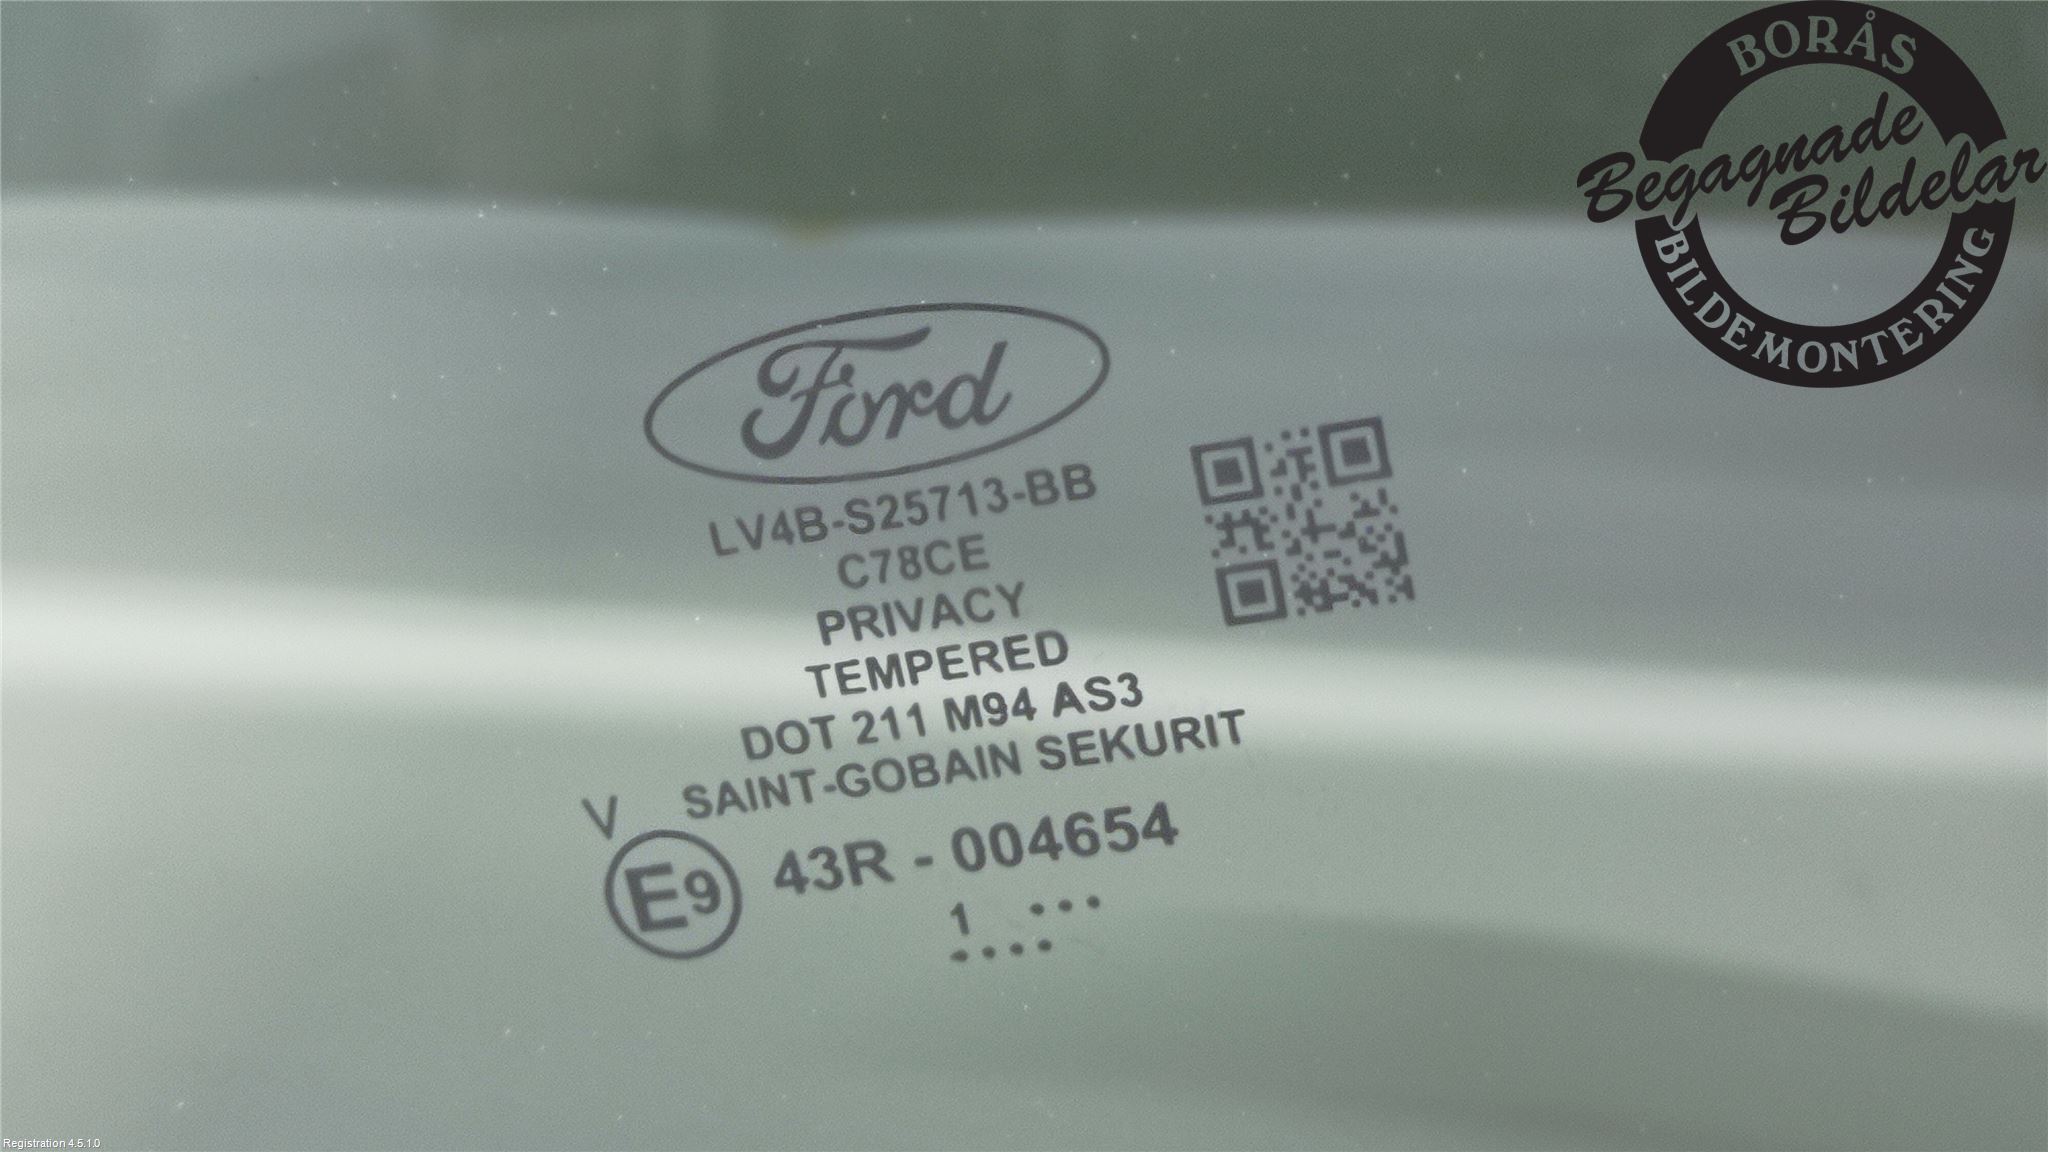 BORÅS
Begagnade
Bildelar
BILDEMONTERING
Ford
LV4B-S25713-BB
C78CE
PRIVACY
TEMPERED
DOT 211 M94 AS3
SAINT-GOBAIN SEKURIT
V
E9 43R - 004654
1 ...
....
Registration 4.5.1.0